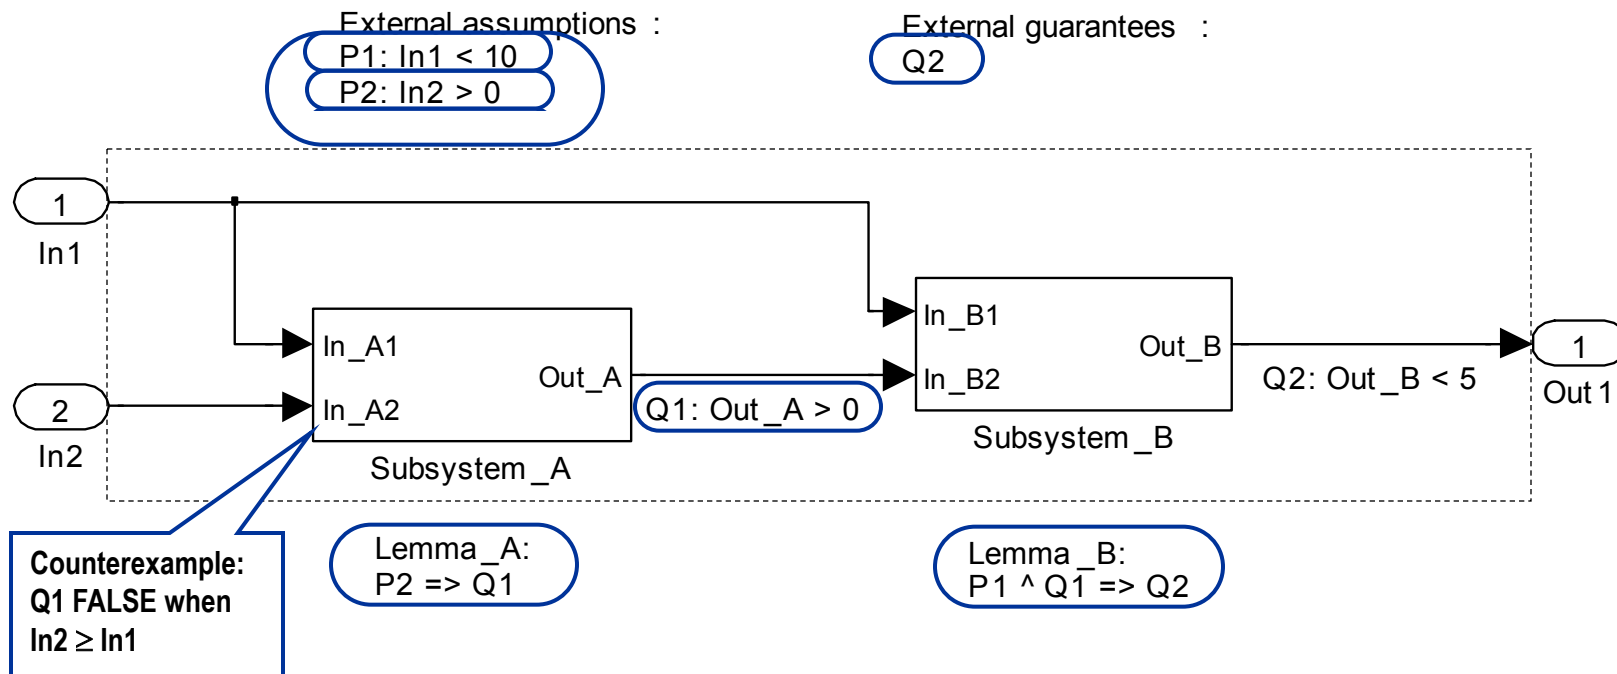 External assumptions :
P1: In1 < 10
P2: In2 > 0
External guarantees :
Q2
1
In1
2
In2
In_A1
In_A2
Out_A
Subsystem_A
Q1: Out_A > 0
In_B1
In_B2
Out_B
Subsystem_B
Q2: Out_B < 5
1
Out1
Counterexample:
Q1 FALSE when
In2 ≥ In1
Lemma_A:
P2 => Q1
Lemma_B:
P1 ^ Q1 => Q2